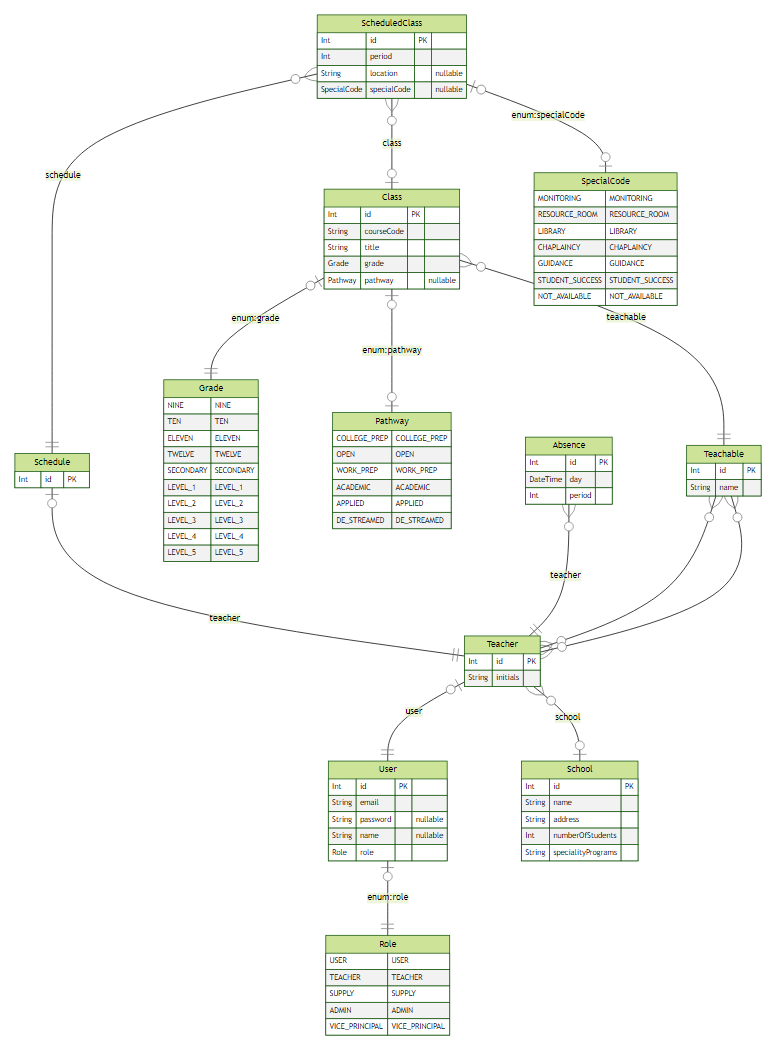 ScheduledClass
Int id PK
Int period
String location nullable
SpecialCode specialCode nullable
enum:specialCode
class
schedule
SpecialCode
MONITORING MONITORING
RESOURCE_ROOM RESOURCE_ROOM
LIBRARY LIBRARY
CHAPLAINCY CHAPLAINCY
GUIDANCE GUIDANCE
STUDENT_SUCCESS STUDENT_SUCCESS
NOT_AVAILABLE NOT_AVAILABLE
Class
Int id PK
String courseCode
String title
Grade grade
Pathway pathway nullable
enum:grade
teachable
enum:pathway
Grade
NINE NINE
TEN TEN
ELEVEN ELEVEN
TWELVE TWELVE
SECONDARY SECONDARY
LEVEL_1 LEVEL_1
LEVEL_2 LEVEL_2
LEVEL_3 LEVEL_3
LEVEL_4 LEVEL_4
LEVEL_5 LEVEL_5
Pathway
COLLEGE_PREP COLLEGE_PREP
OPEN OPEN
WORK_PREP WORK_PREP
ACADEMIC ACADEMIC
APPLIED APPLIED
DE_STREAMED DE_STREAMED
Absence
Int id PK
DateTime day
Int period
Teachable
Int id PK
String name
Schedule
Int id PK
teacher
teacher
Teacher
Int id PK
String initials
user
school
User
Int id PK
String email
String password nullable
String name nullable
Role role
School
Int id PK
String name
String address
Int numberOfStudents
String specialityPrograms
enum:role
Role
USER USER
TEACHER TEACHER
SUPPLY SUPPLY
ADMIN ADMIN
VICE_PRINCIPAL VICE_PRINCIPAL